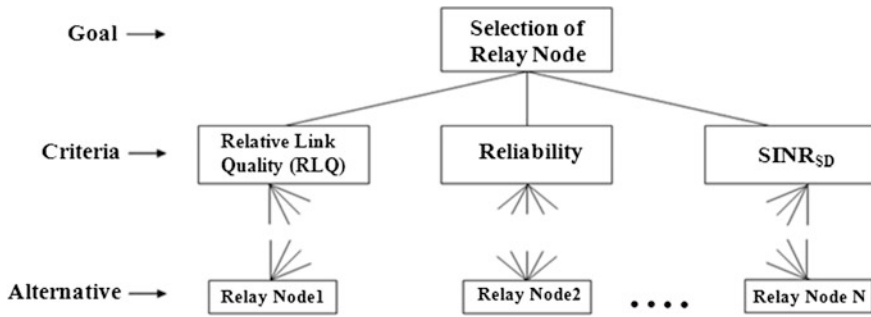 Goal
Selection of
Relay Node
Criteria
Relative Link
Quality (RLQ)
Reliability
SINR_SD
Alternative
Relay Node1
Relay Node2
Relay Node N